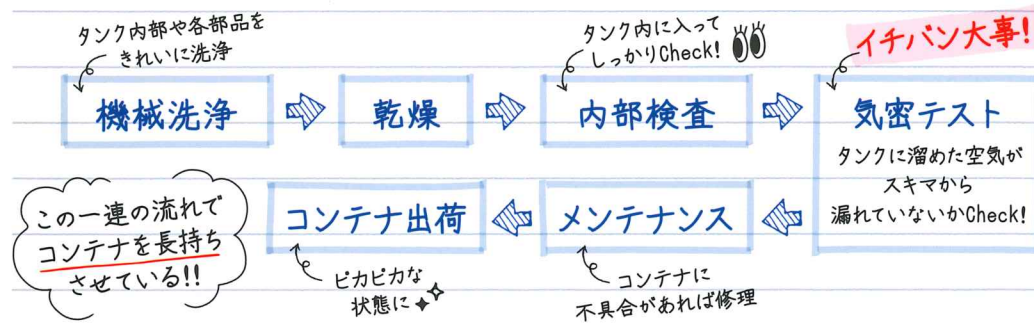 タンク内部や各部品を
きれいに洗浄
機械洗浄
乾燥
タンク内に入って
しっかりCheck!
内部検査
イチバン大事!
気密テスト
タンクに溜めた空気が
スキマから
漏れていないかCheck!
メンテナンス
コンテナに
不具合があれば修理
コンテナ出荷
ピカピカな
状態に
この一連の流れで
コンテナを長持ち
させている!!